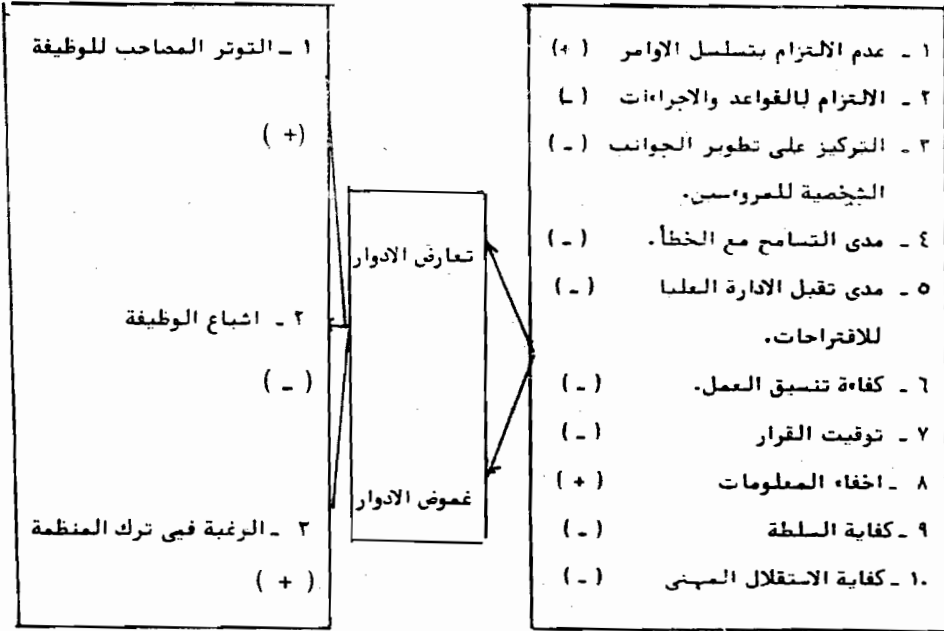 ١ - عدم الالتزام بتسلسل الاوامر (+)
٢ - الالتزام بالقواعد والاجراءات (-)
٣ - التركيز على تطوير الجوانب (-)
الشخصية للمروءسين.
٤ - مدى التسامح مع الخطأ. (-)
٥ - مدى تقبل الادارة العليا (-)
للاقتراحات.
٦ - كفاءة تنسيق العمل. (-)
٧ - توقيت القرار (-)
٨ - اخفاء المعلومات (+)
٩ - كفاية السلطة (-)
١٠ - كفاية الاستقلال المهنى (-)
تعارض الادوار
غموض الادوار
١ - التوتر المصاحب للوظيفة
(+)
٢ - اشباع الوظيفة
(-)
٣ - الرغبة فى ترك المنظمة
(+)